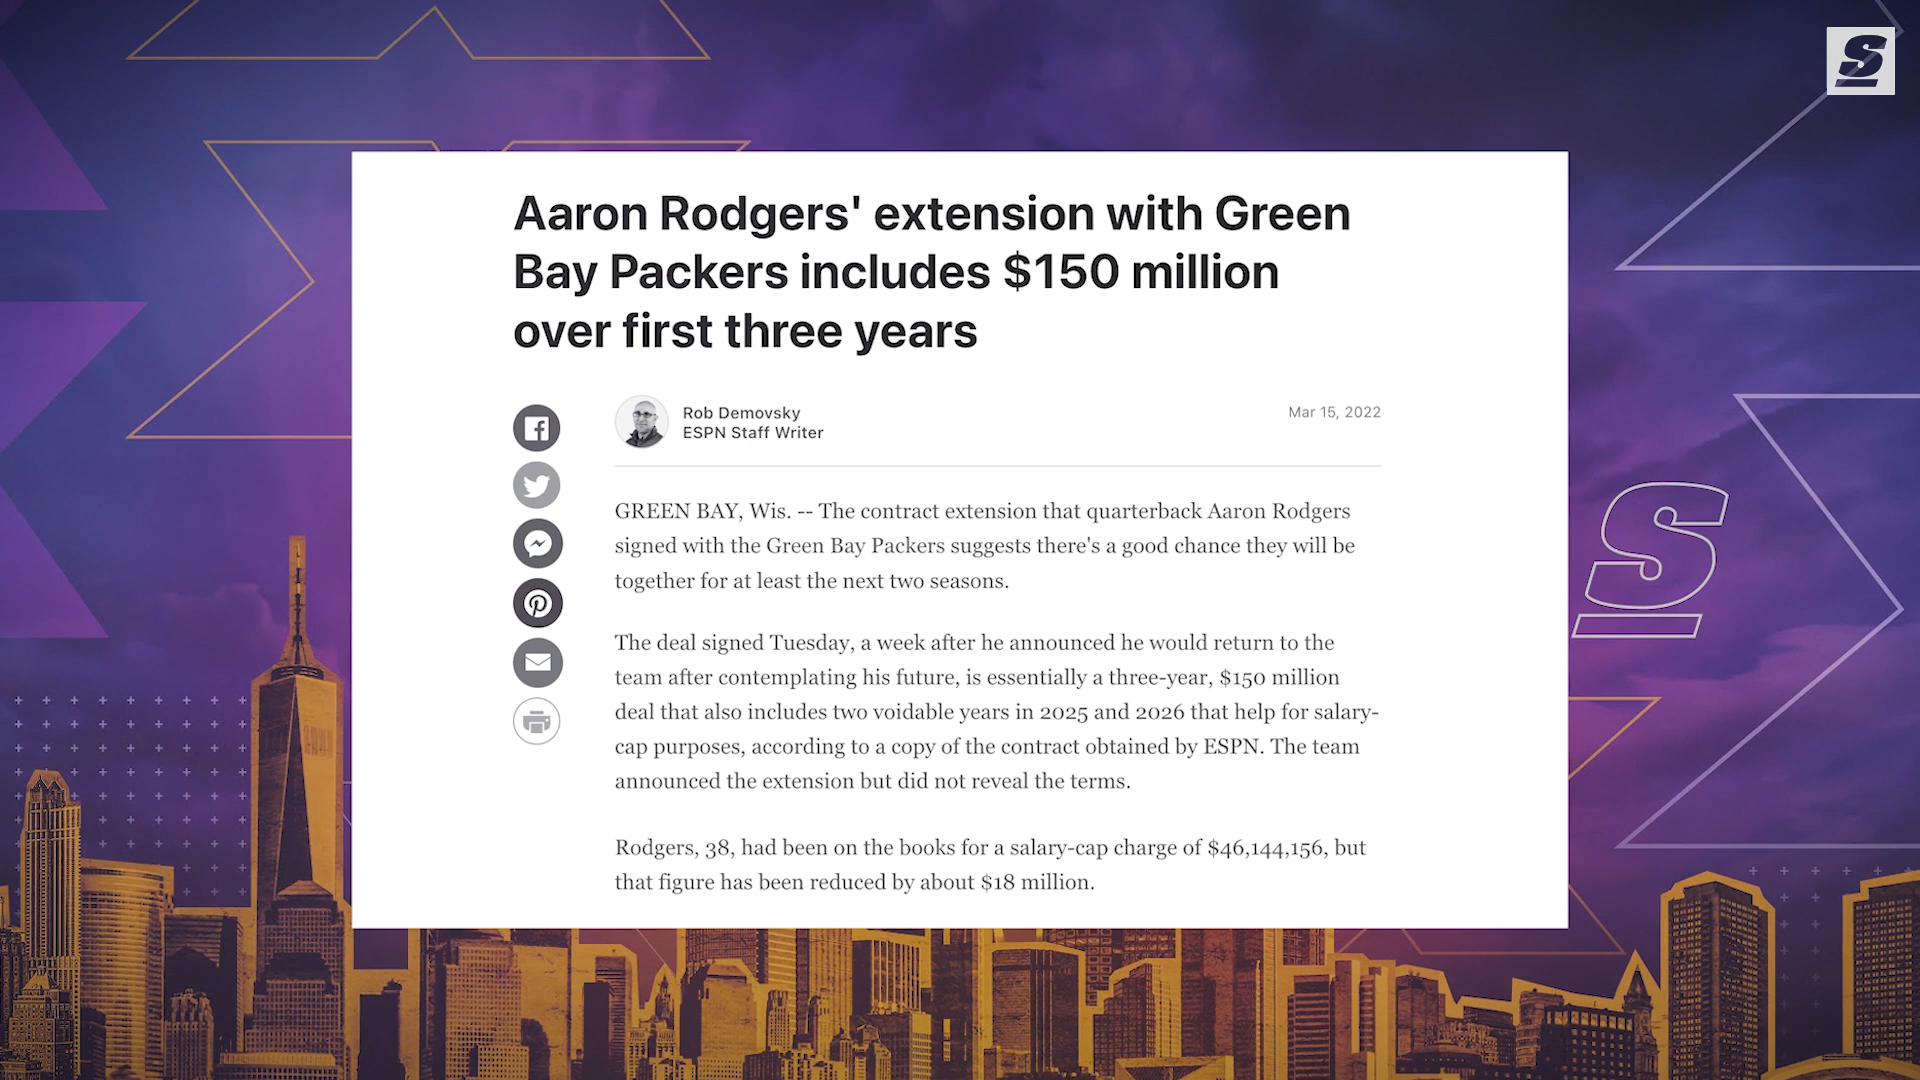 S
Aaron Rodgers' extension with Green
Bay Packers includes $150 million
over first three years
Rob Demovsky
ESPN Staff Writer
Mar 15, 2022
GREEN BAY, Wis. -- The contract extension that quarterback Aaron Rodgers
signed with the Green Bay Packers suggests there's a good chance they will be
together for at least the next two seasons.
The deal signed Tuesday, a week after he announced he would return to the
team after contemplating his future, is essentially a three-year, $150 million
deal that also includes two voidable years in 2025 and 2026 that help for salary-
cap purposes, according to a copy of the contract obtained by ESPN. The team
announced the extension but did not reveal the terms.
Rodgers, 38, had been on the books for a salary-cap charge of $46,144,156, but
that figure has been reduced by about $18 million.
S